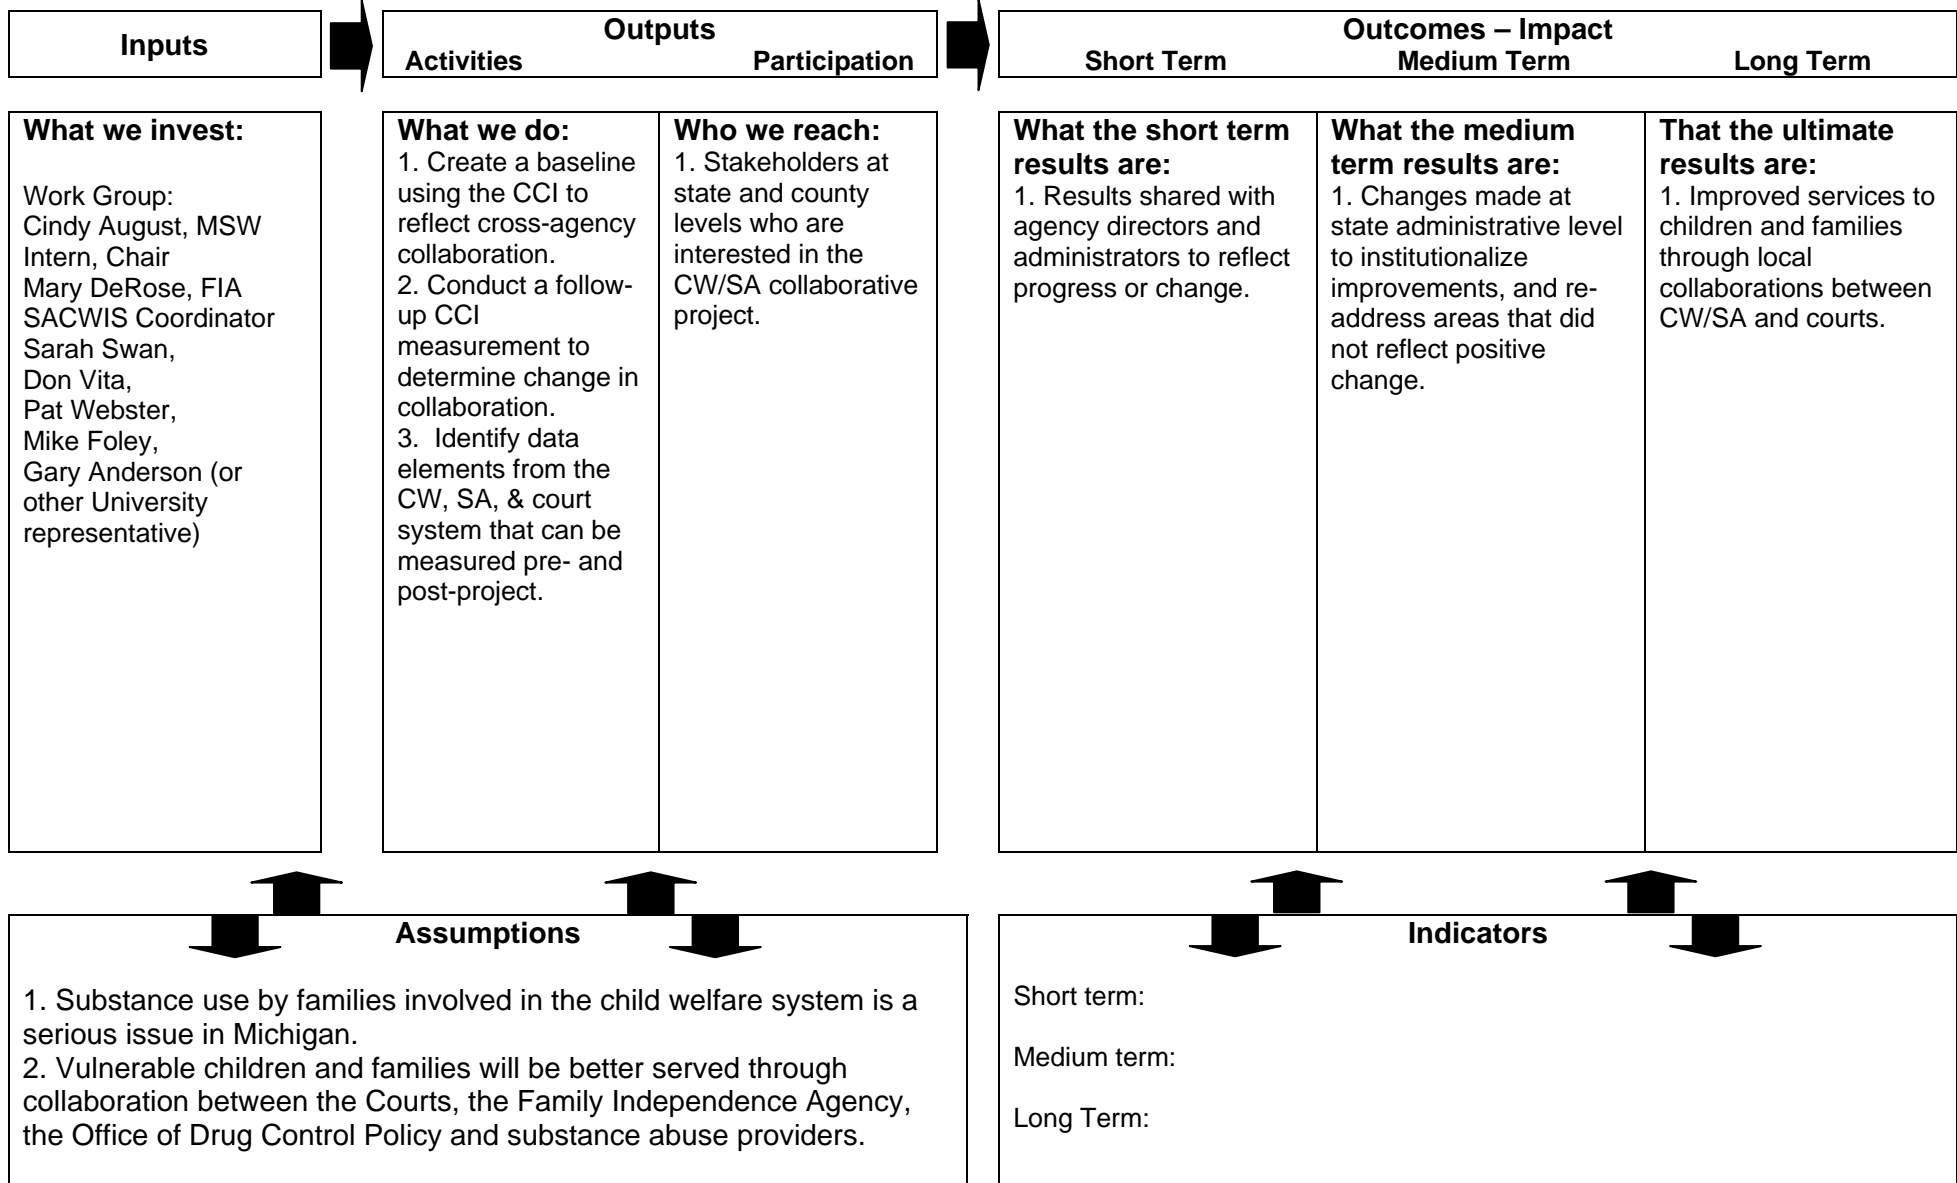 Inputs
Outputs
Activities Participation
Outcomes – Impact
Short Term Medium Term Long Term
What we invest:
Work Group:
Cindy August, MSW
Intern, Chair
Mary DeRose, FIA
SACWIS Coordinator
Sarah Swan,
Don Vita,
Pat Webster,
Mike Foley,
Gary Anderson (or
other University
representative)
What we do:
1. Create a baseline
using the CCI to
reflect cross-agency
collaboration.
2. Conduct a follow-
up CCI
measurement to
determine change in
collaboration.
3. Identify data
elements from the
CW, SA, & court
system that can be
measured pre- and
post-project.
Who we reach:
1. Stakeholders at
state and county
levels who are
interested in the
CW/SA collaborative
project.
What the short term
results are:
1. Results shared with
agency directors and
administrators to reflect
progress or change.
What the medium
term results are:
1. Changes made at
state administrative level
to institutionalize
improvements, and re-
address areas that did
not reflect positive
change.
That the ultimate
results are:
1. Improved services to
children and families
through local
collaborations between
CW/SA and courts.
Assumptions
1. Substance use by families involved in the child welfare system is a
serious issue in Michigan.
2. Vulnerable children and families will be better served through
collaboration between the Courts, the Family Independence Agency,
the Office of Drug Control Policy and substance abuse providers.
Indicators
Short term:
Medium term:
Long Term: